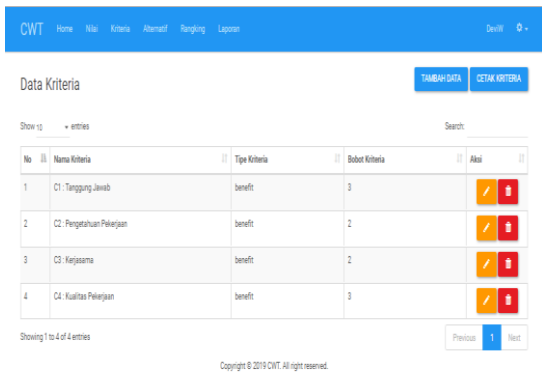 CWT Home Nilai Kriteria Alternatif Rangking Laporan DeviW
Data Kriteria TAMBAH DATA CETAK KRITERIA
Show 10 entries Search:
No Nama Kriteria Tipe Kriteria Bobot Kriteria Aksi
1 C1 : Tanggung Jawab benefit 3
2 C2 : Pengetahuan Pekerjaan benefit 2
3 C3 : Kerjasama benefit 2
4 C4 : Kualitas Pekerjaan benefit 3
Showing 1 to 4 of 4 entries Previous 1 Next
Copyright © 2019 CWT. All right reserved.